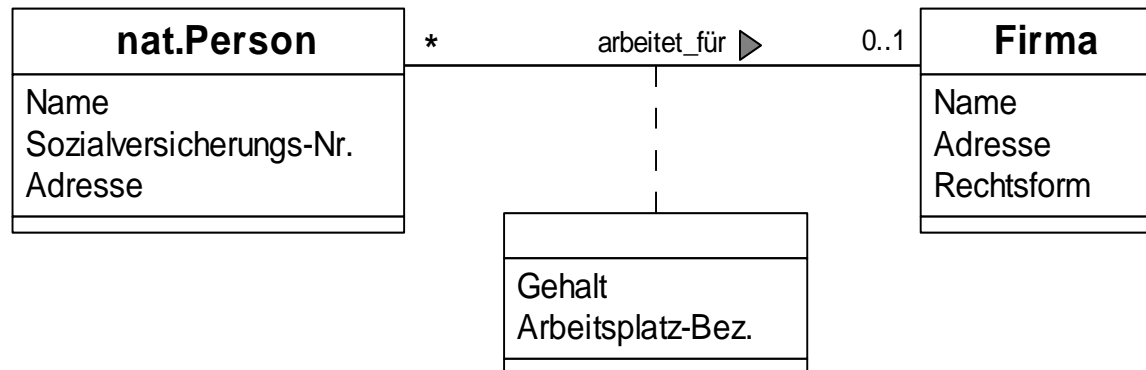 nat.Person
* arbeitet_für 0..1
Firma
Name
Sozialversicherungs-Nr.
Adresse
Name
Adresse
Rechtsform
Gehalt
Arbeitsplatz-Bez.